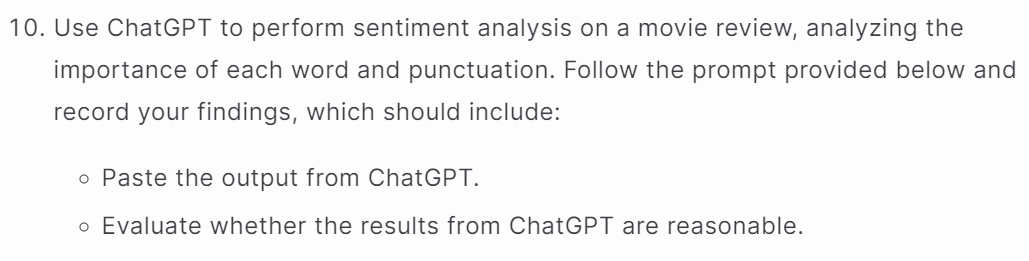 10. Use ChatGPT to perform sentiment analysis on a movie review, analyzing the
importance of each word and punctuation. Follow the prompt provided below and
record your findings, which should include:
◦ Paste the output from ChatGPT.
◦ Evaluate whether the results from ChatGPT are reasonable.